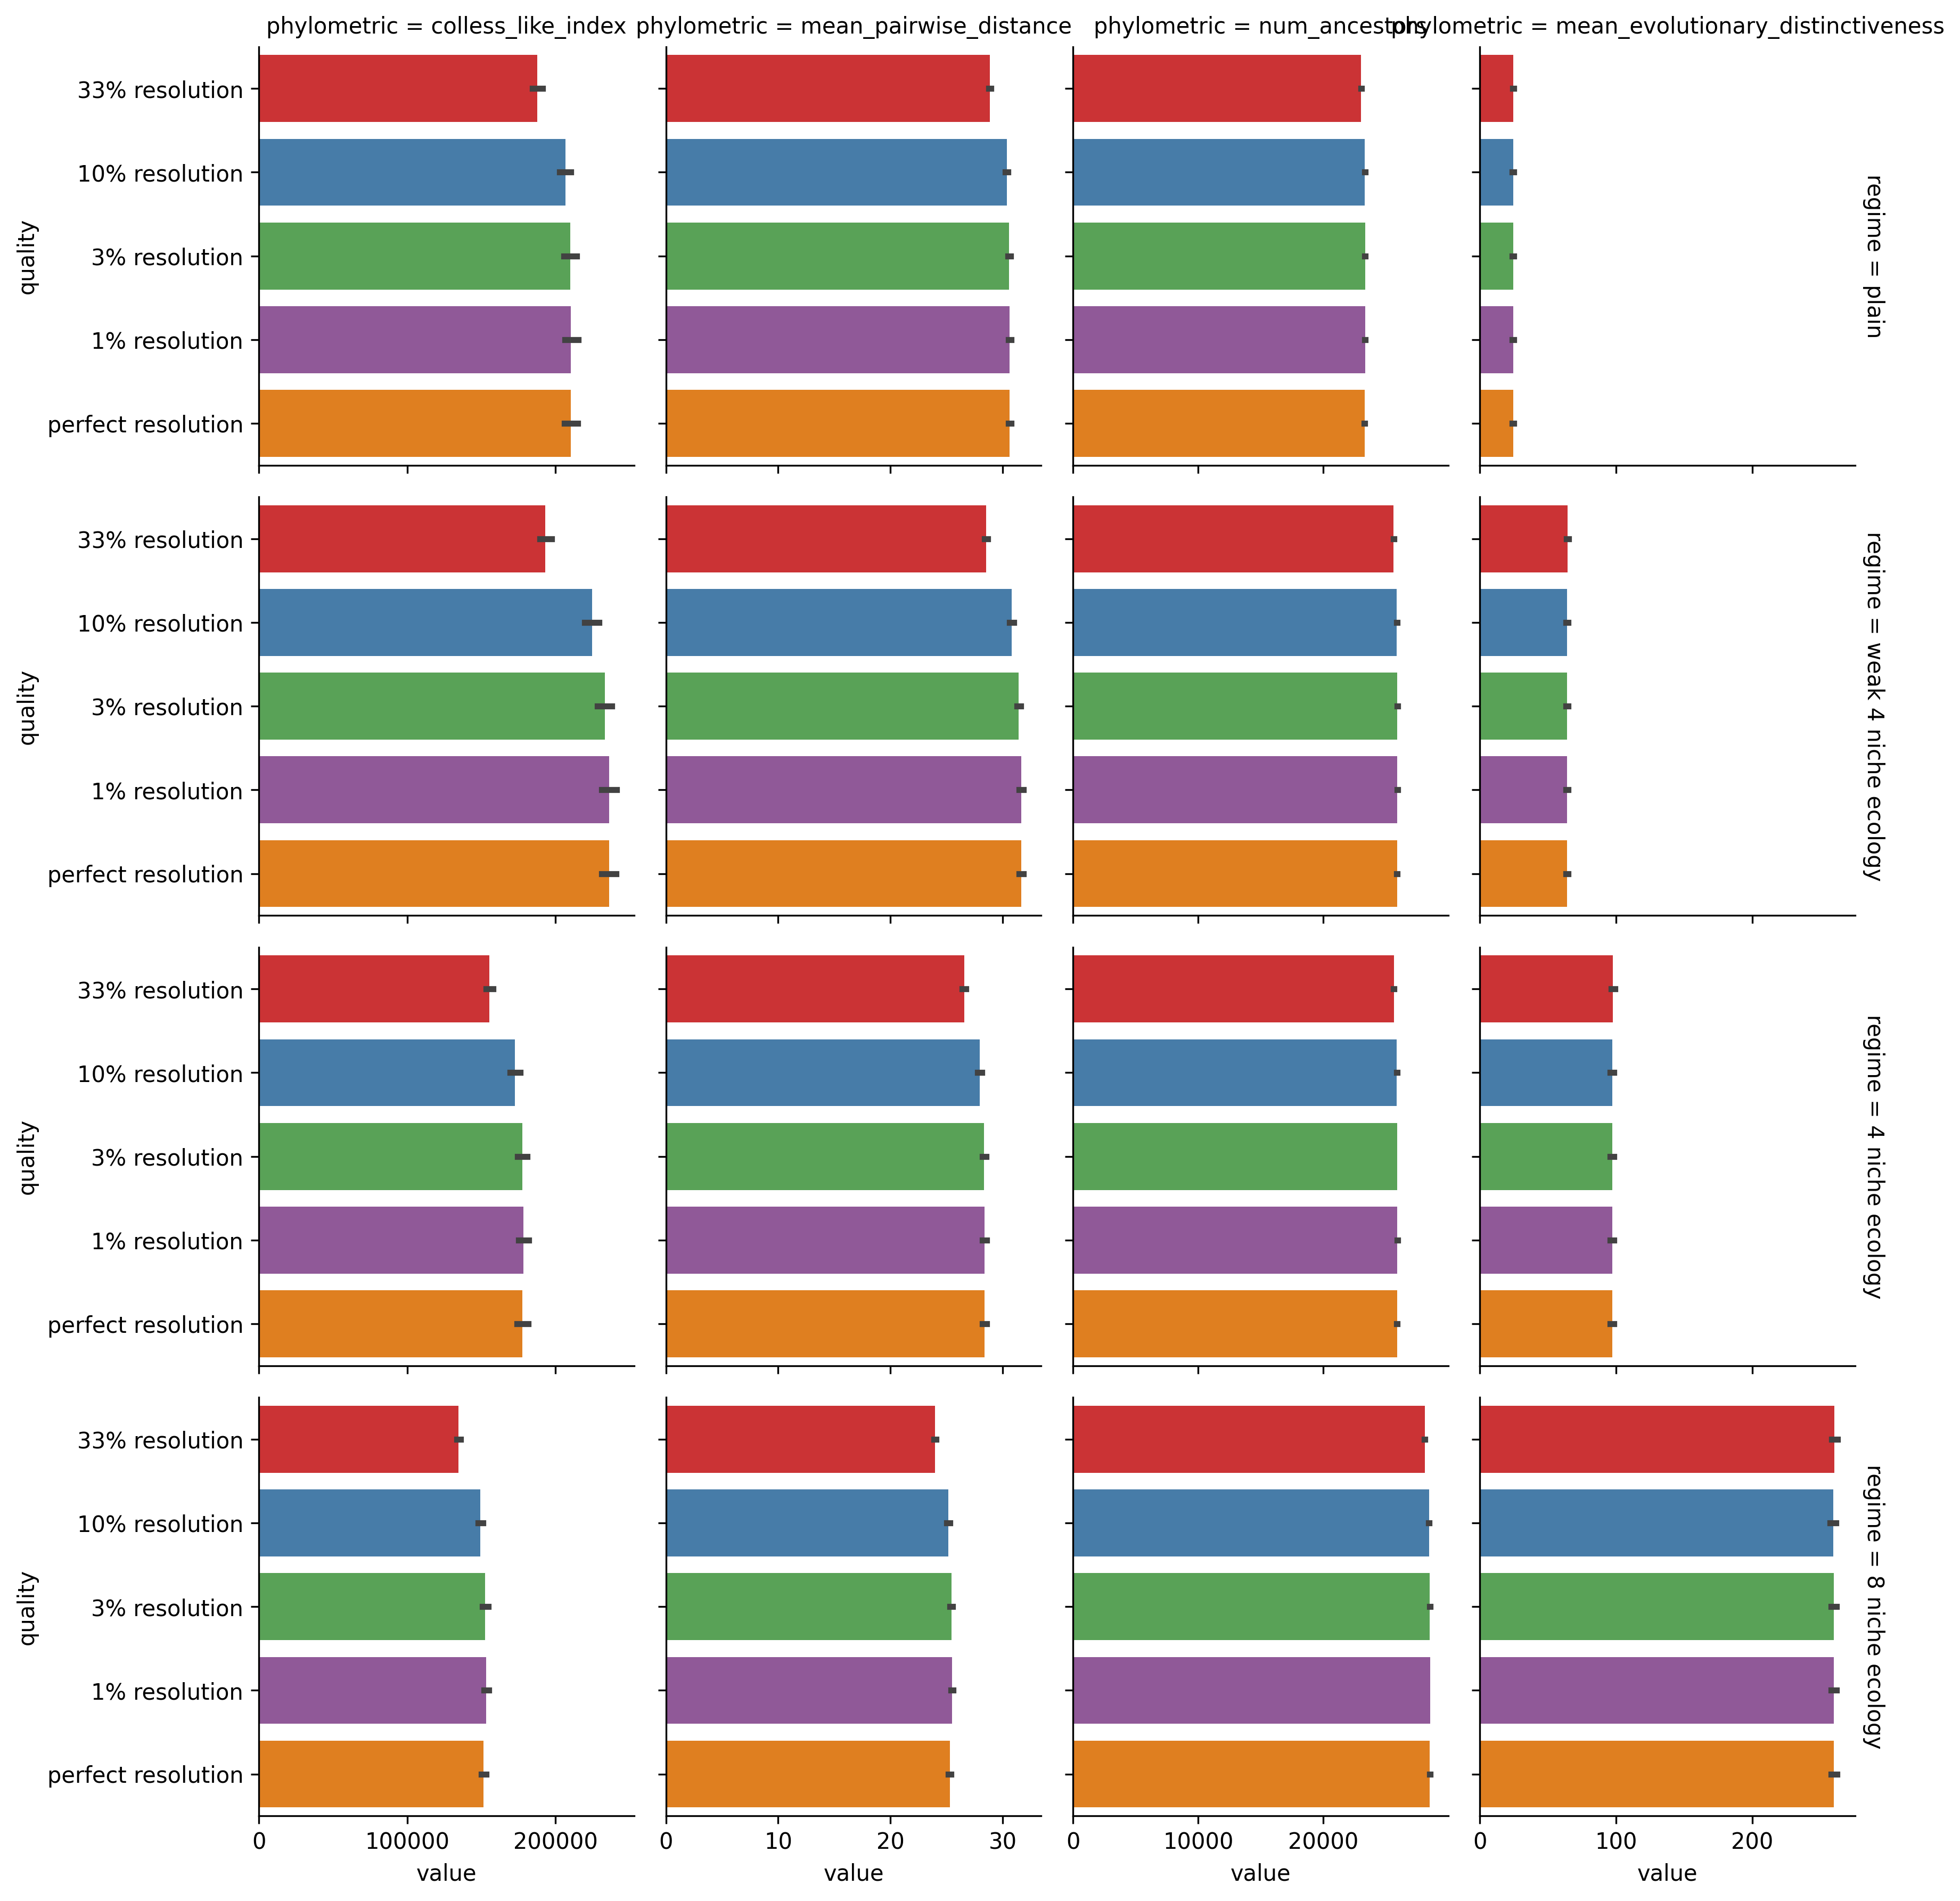 phylometric = colless_like_index
phylometric = mean_pairwise_distance
phylometric = num_ancestors
phylometric = mean_evolutionary_distinctiveness
quality
33% resolution
10% resolution
3% resolution
1% resolution
perfect resolution
regime = plain
quality
33% resolution
10% resolution
3% resolution
1% resolution
perfect resolution
regime = weak 4 niche ecology
quality
33% resolution
10% resolution
3% resolution
1% resolution
perfect resolution
regime = 4 niche ecology
quality
33% resolution
10% resolution
3% resolution
1% resolution
perfect resolution
regime = 8 niche ecology
0 100000 200000
0 10 20 30
0 10000 20000
0 100 200
value
value
value
value